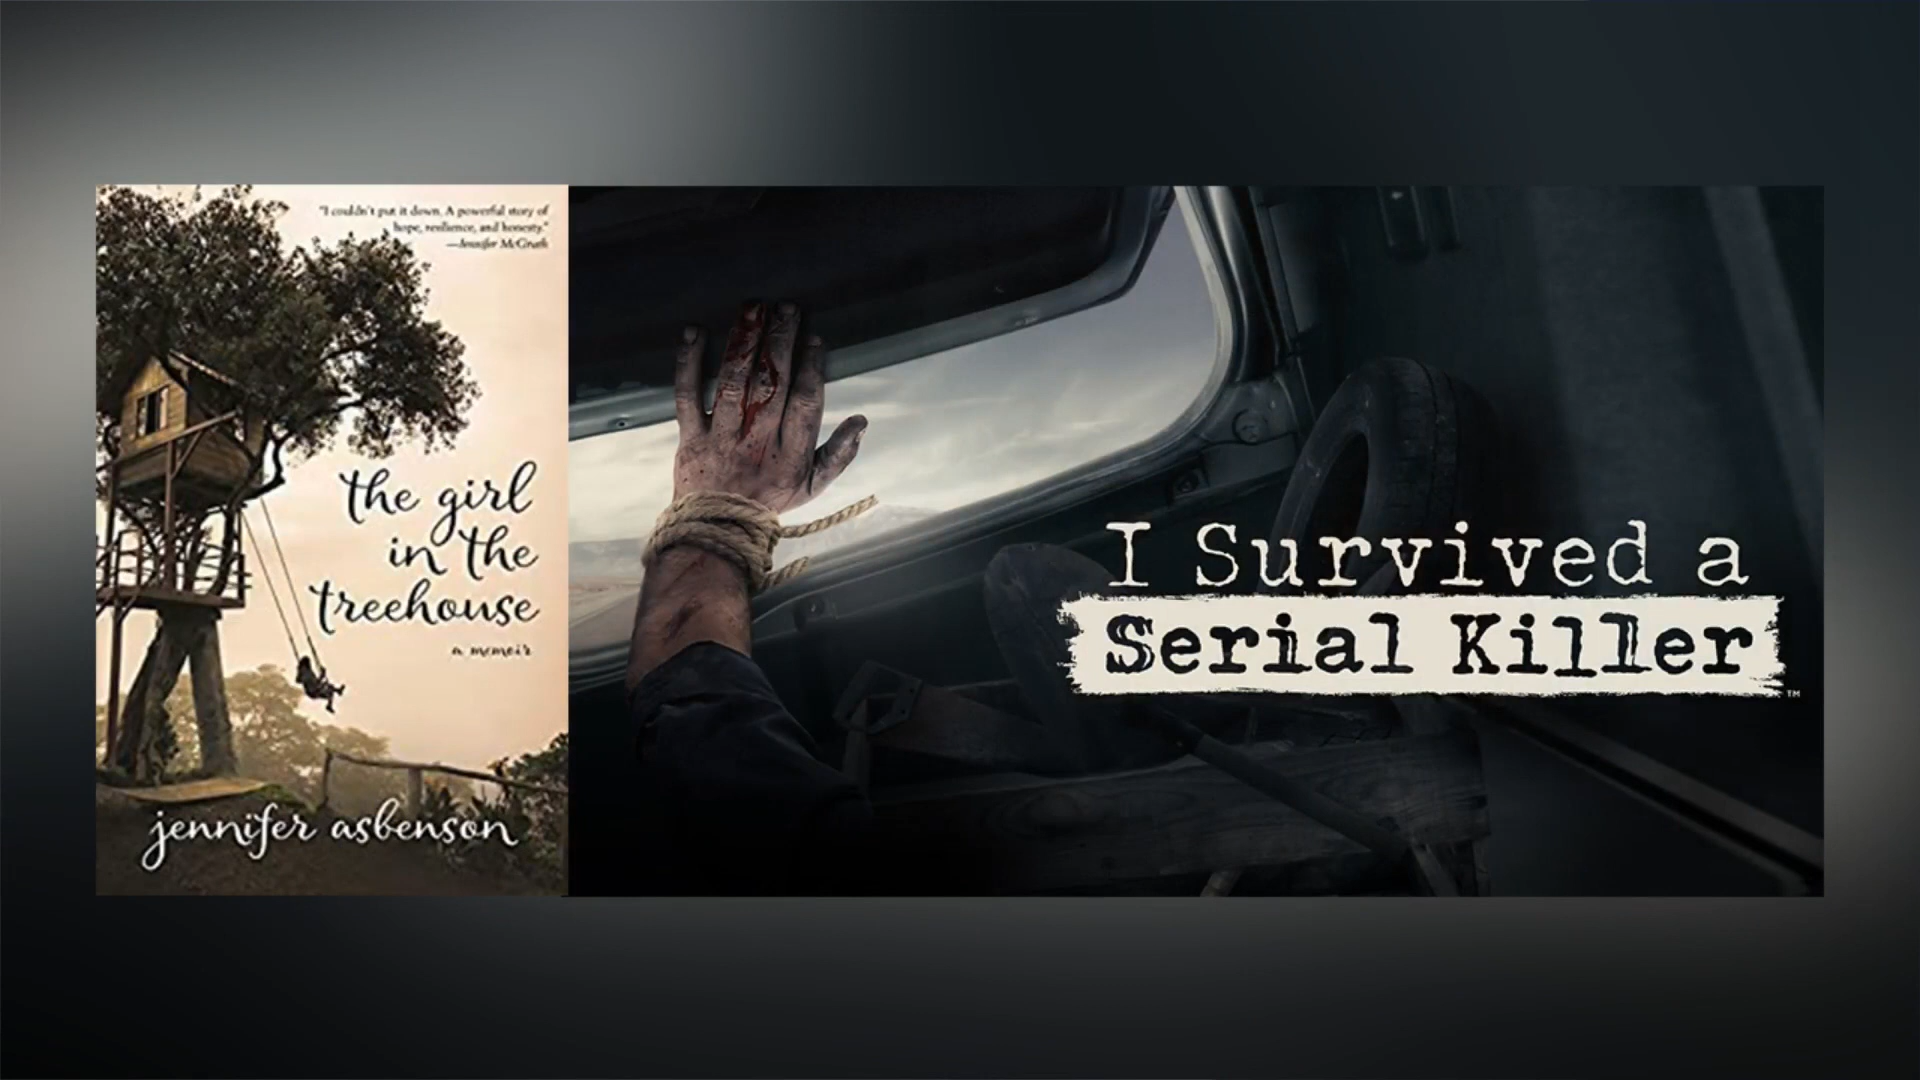 "I couldn't put it down. A powerful story of
hope, resilience, and honesty."
—Jennifer McGrath
the girl
in the
treehouse
a memoir
jennifer asbenson
I Survived a
Serial Killer
™